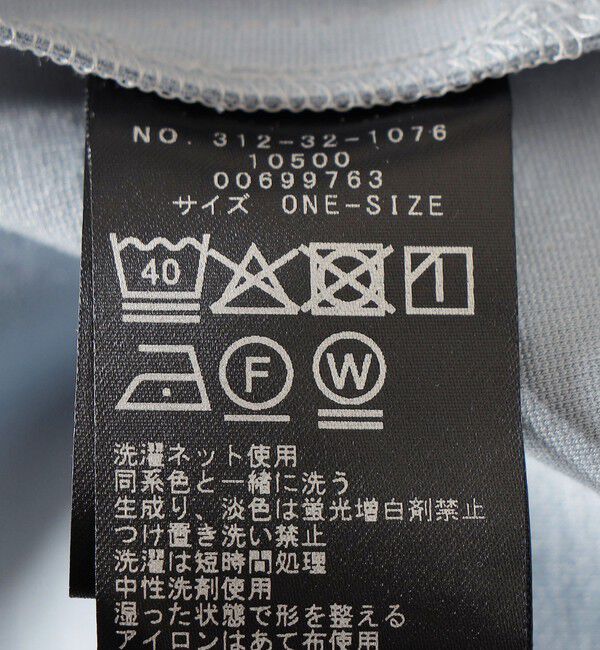 NO. 312-32-1076
10500
00699763
サイズ ONE-SIZE
40
F W
洗濯ネット使用
同系色と一緒に洗う
生成り、淡色は蛍光増白剤禁止
つけ置き洗い禁止
洗濯は短時間処理
中性洗剤使用
湿った状態で形を整える
アイロンはあて布使用